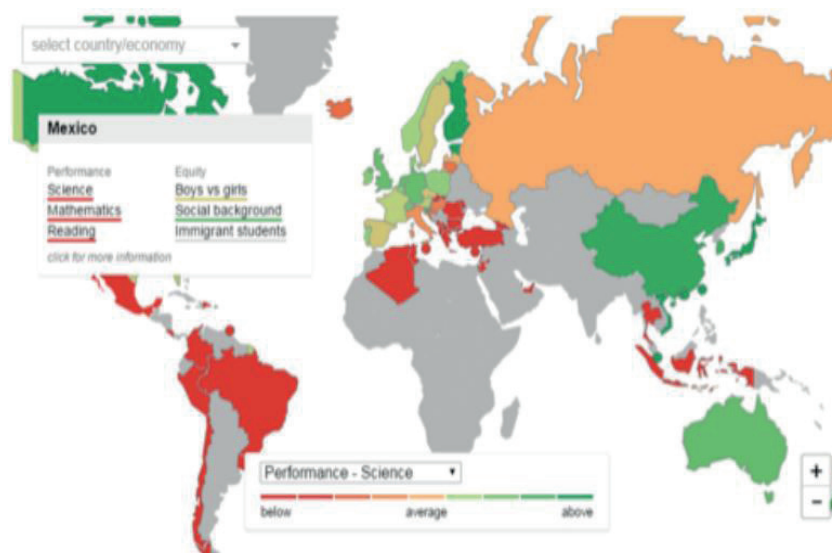 select country/economy
Mexico
Performance Equity
Science Boys vs girls
Mathematics Social background
Reading Immigrant students
click for more information
Performance - Science
below average above
+
−